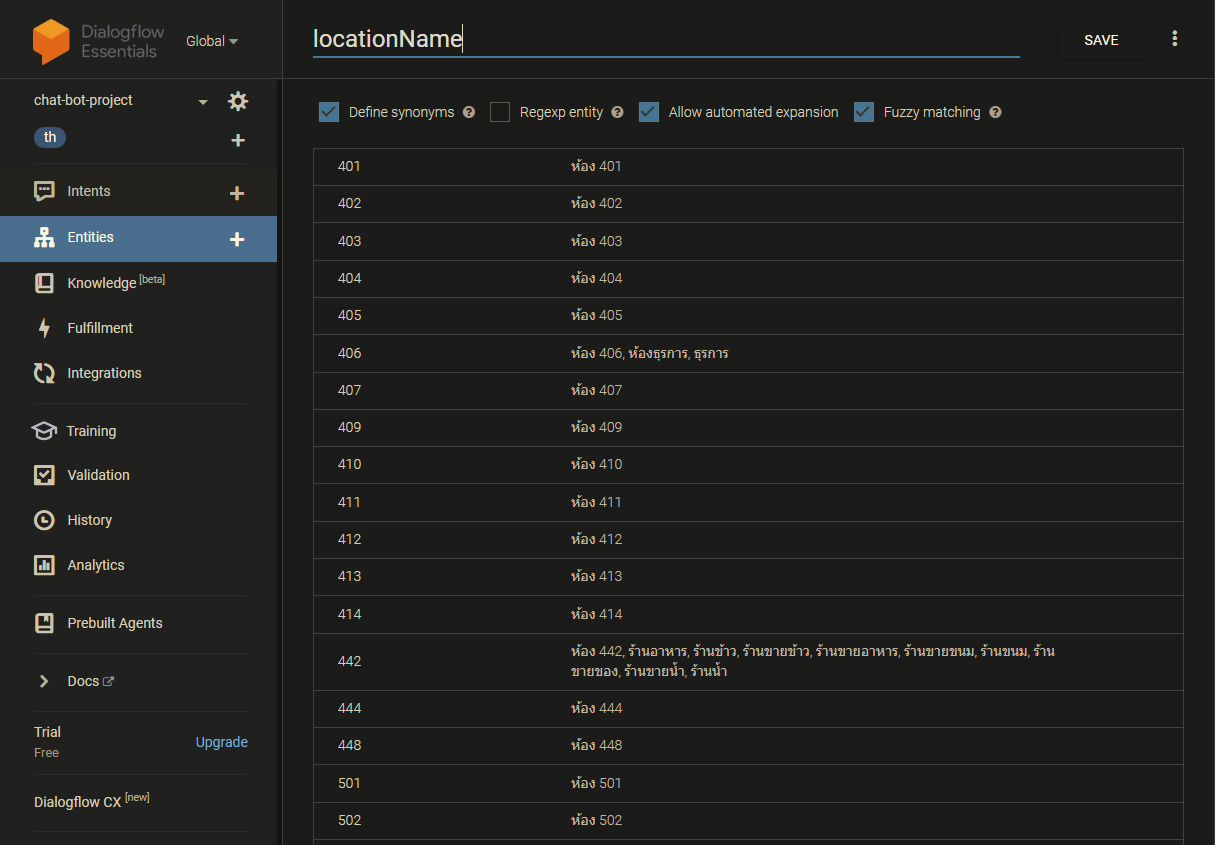 Dialogflow
Essentials
Global
locationName
SAVE
chat-bot-project
th
Define synonyms
Regexp entity
Allow automated expansion
Fuzzy matching
Intents
Entities
Knowledge [beta]
Fulfillment
Integrations
Training
Validation
History
Analytics
Prebuilt Agents
Docs
Trial
Free
Upgrade
Dialogflow CX [new]
401 ห้อง 401
402 ห้อง 402
403 ห้อง 403
404 ห้อง 404
405 ห้อง 405
406 ห้อง 406, ห้องธุรการ, ธุรการ
407 ห้อง 407
409 ห้อง 409
410 ห้อง 410
411 ห้อง 411
412 ห้อง 412
413 ห้อง 413
414 ห้อง 414
442 ห้อง 442, ร้านอาหาร, ร้านข้าว, ร้านขายข้าว, ร้านขายอาหาร, ร้านขายขนม, ร้านขนม, ร้าน
ขายของ, ร้านขายน้ำ, ร้านน้ำ
444 ห้อง 444
448 ห้อง 448
501 ห้อง 501
502 ห้อง 502